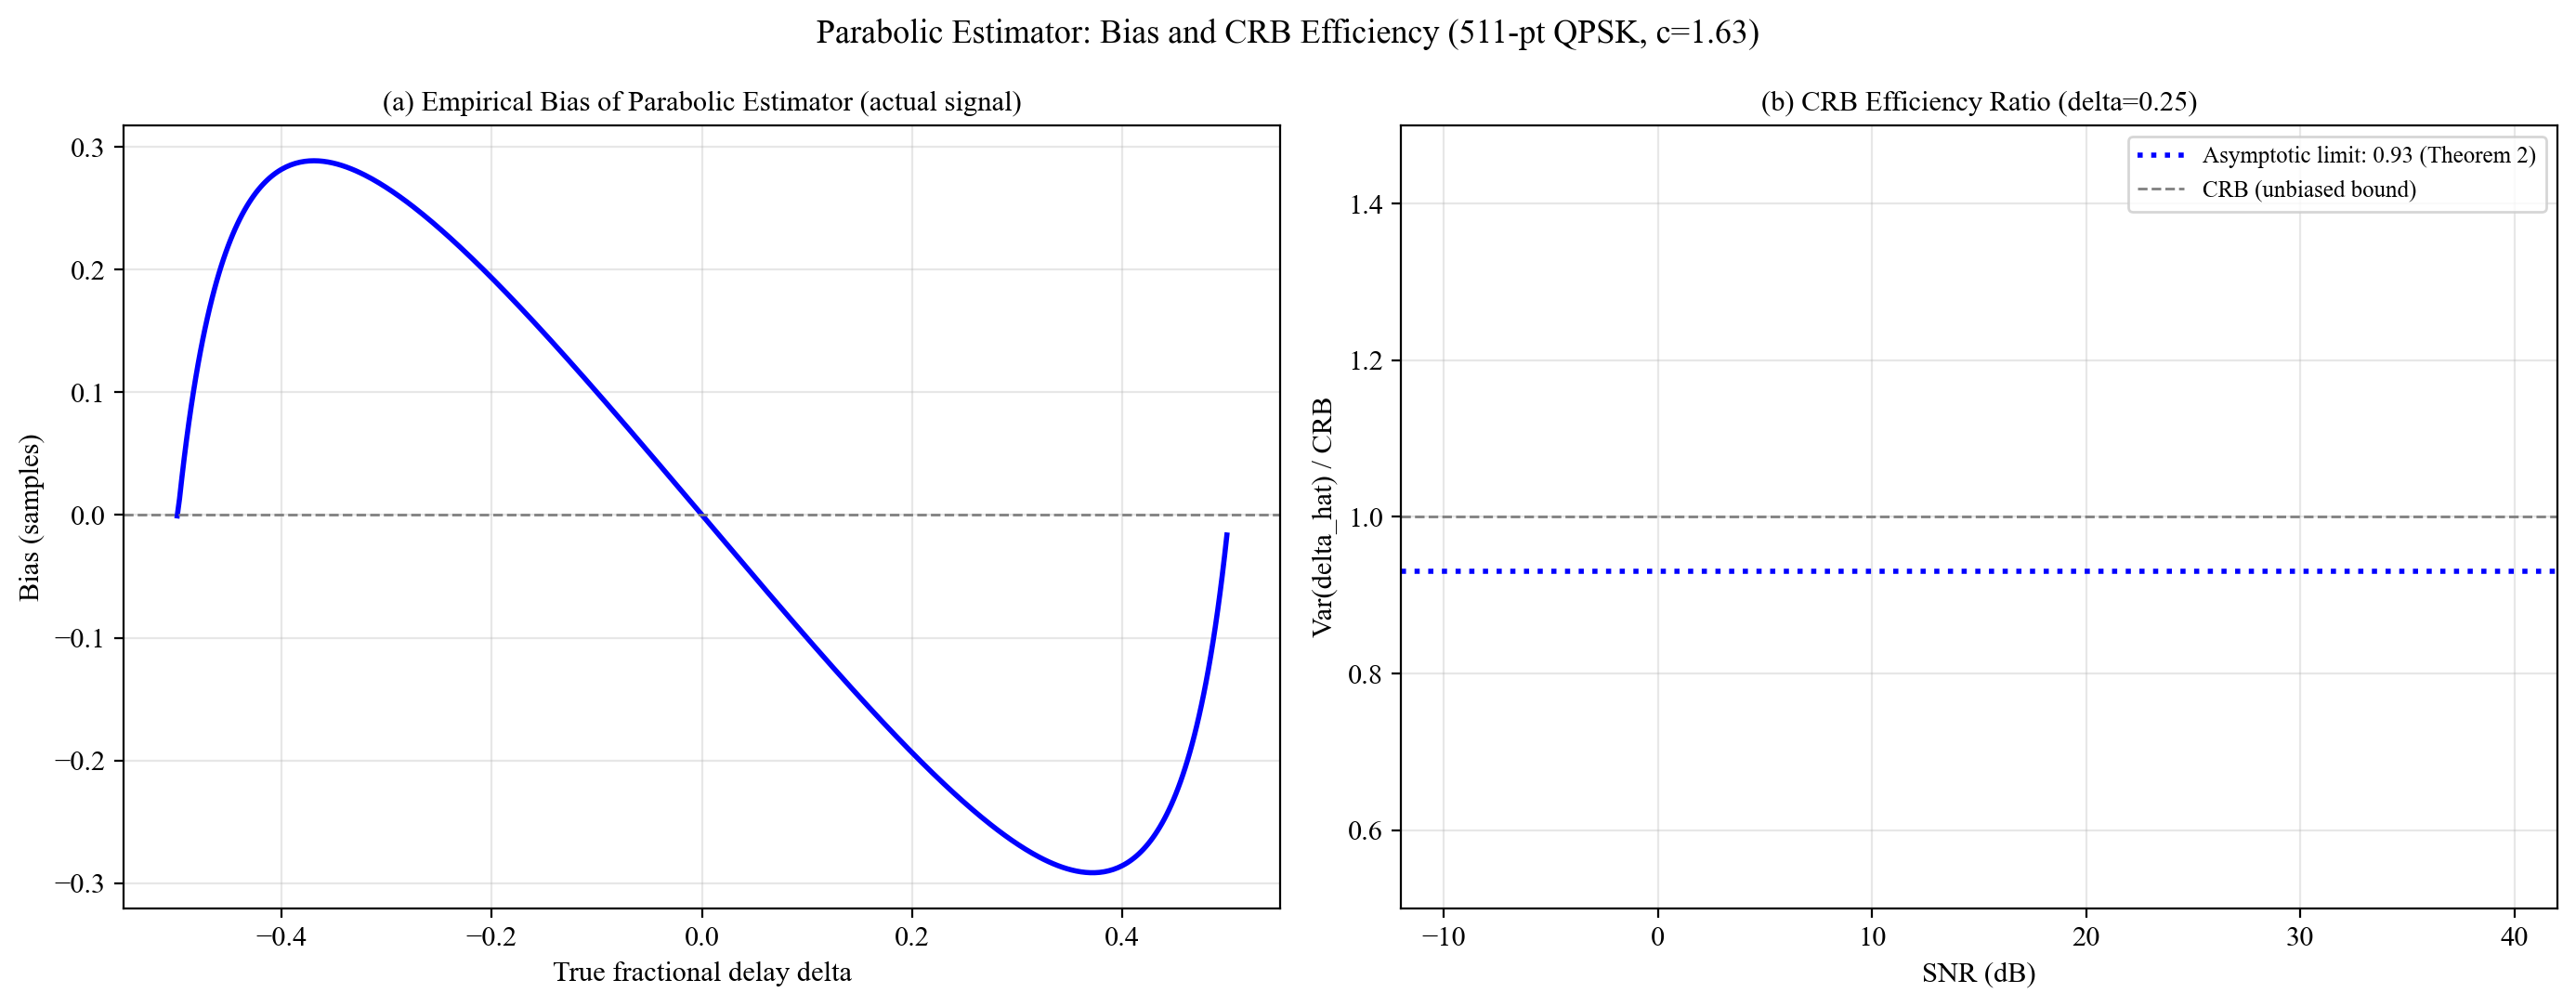 Parabolic Estimator: Bias and CRB Efficiency (511-pt QPSK, c=1.63)
(a) Empirical Bias of Parabolic Estimator (actual signal)
0.3
0.2
0.1
0.0
−0.1
−0.2
−0.3
Bias (samples)
−0.4
−0.2
0.0
0.2
0.4
True fractional delay delta
(b) CRB Efficiency Ratio (delta=0.25)
Asymptotic limit: 0.93 (Theorem 2)
CRB (unbiased bound)
1.4
1.2
1.0
0.8
0.6
Var(delta_hat) / CRB
−10
0
10
20
30
40
SNR (dB)